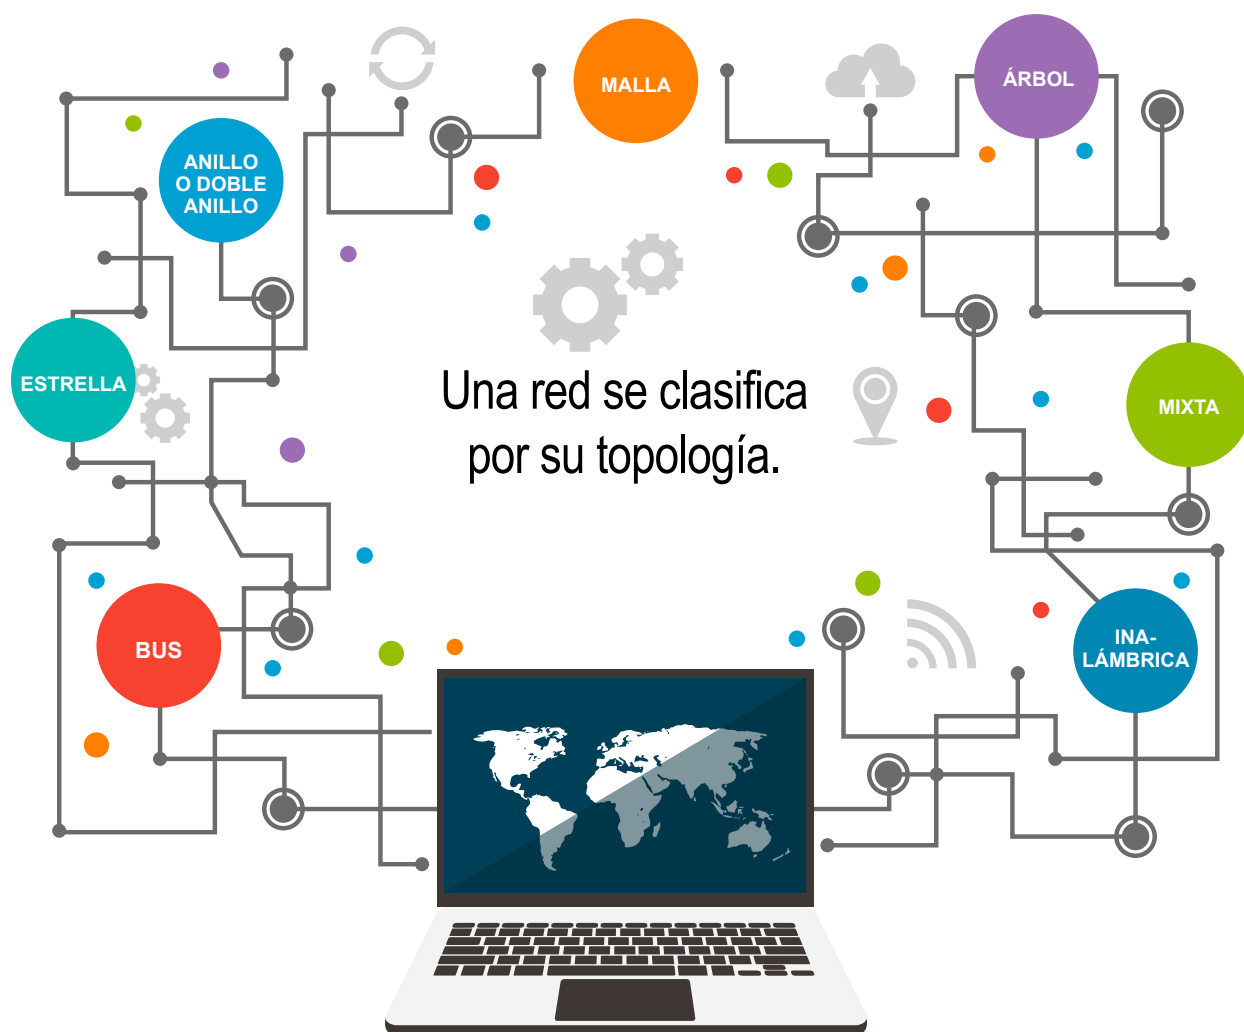 MALLA
ÁRBOL
ANILLO
O DOBLE
ANILLO
ESTRELLA
Una red se clasifica
por su topología.
MIXTA
BUS
INA-
LÁMBRICA